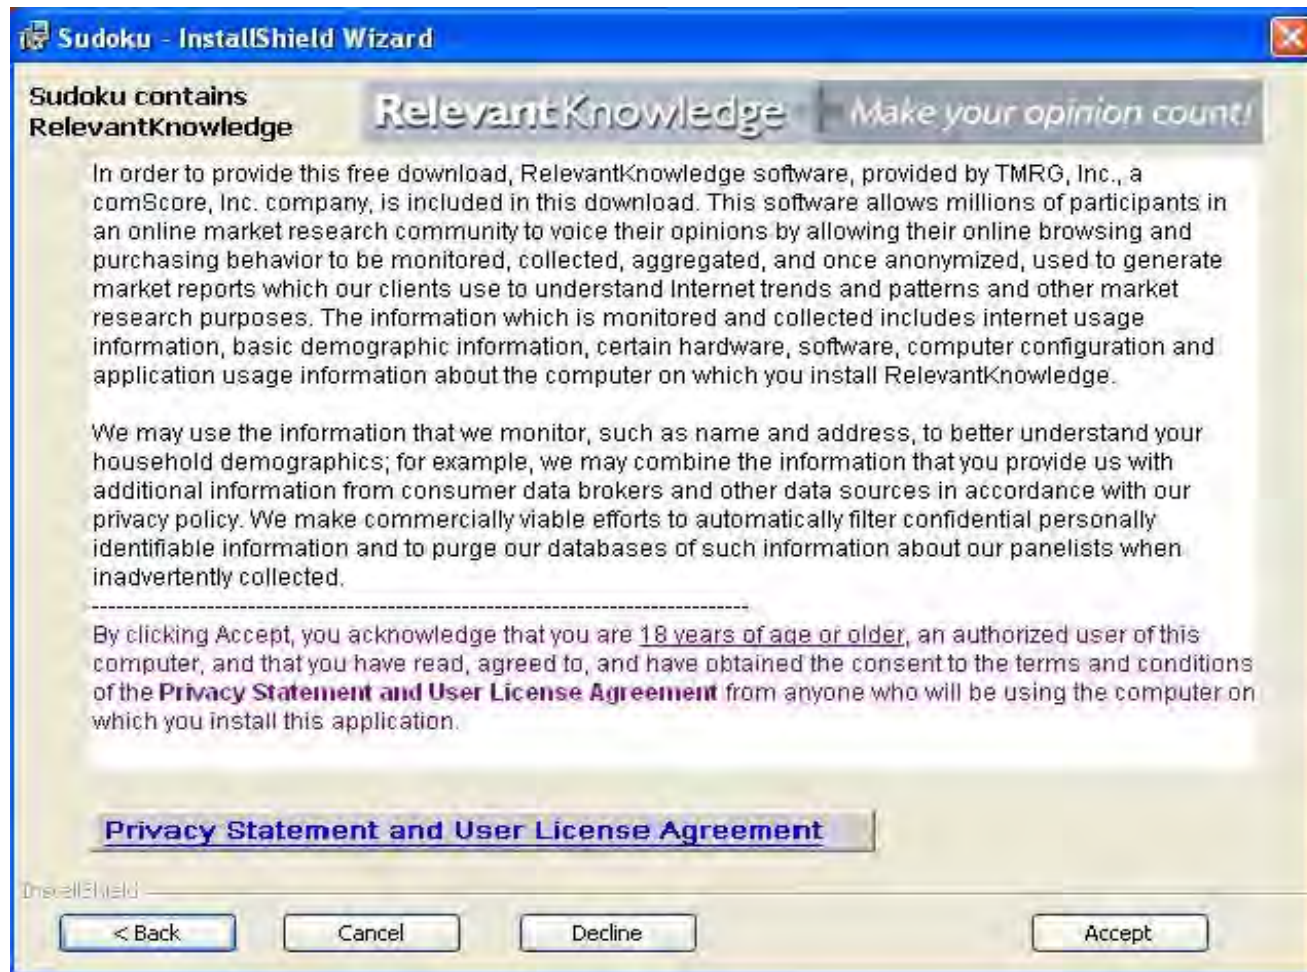 Sudoku - InstallShield Wizard
Sudoku contains
RelevantKnowledge
RelevantKnowledge Make your opinion count!
In order to provide this free download, RelevantKnowledge software, provided by TMRG, Inc., a
comScore, Inc. company, is included in this download. This software allows millions of participants in
an online market research community to voice their opinions by allowing their online browsing and
purchasing behavior to be monitored, collected, aggregated, and once anonymized, used to generate
market reports which our clients use to understand Internet trends and patterns and other market
research purposes. The information which is monitored and collected includes internet usage
information, basic demographic information, certain hardware, software, computer configuration and
application usage information about the computer on which you install RelevantKnowledge.
We may use the information that we monitor, such as name and address, to better understand your
household demographics; for example, we may combine the information that you provide us with
additional information from consumer data brokers and other data sources in accordance with our
privacy policy. We make commercially viable efforts to automatically filter confidential personally
identifiable information and to purge our databases of such information about our panelists when
inadvertently collected.
--------------------------------------------------------------------------------
By clicking Accept, you acknowledge that you are 18 years of age or older, an authorized user of this
computer, and that you have read, agreed to, and have obtained the consent to the terms and conditions
of the Privacy Statement and User License Agreement from anyone who will be using the computer on
which you install this application.
Privacy Statement and User License Agreement
InstallShield
< Back
Cancel
Decline
Accept